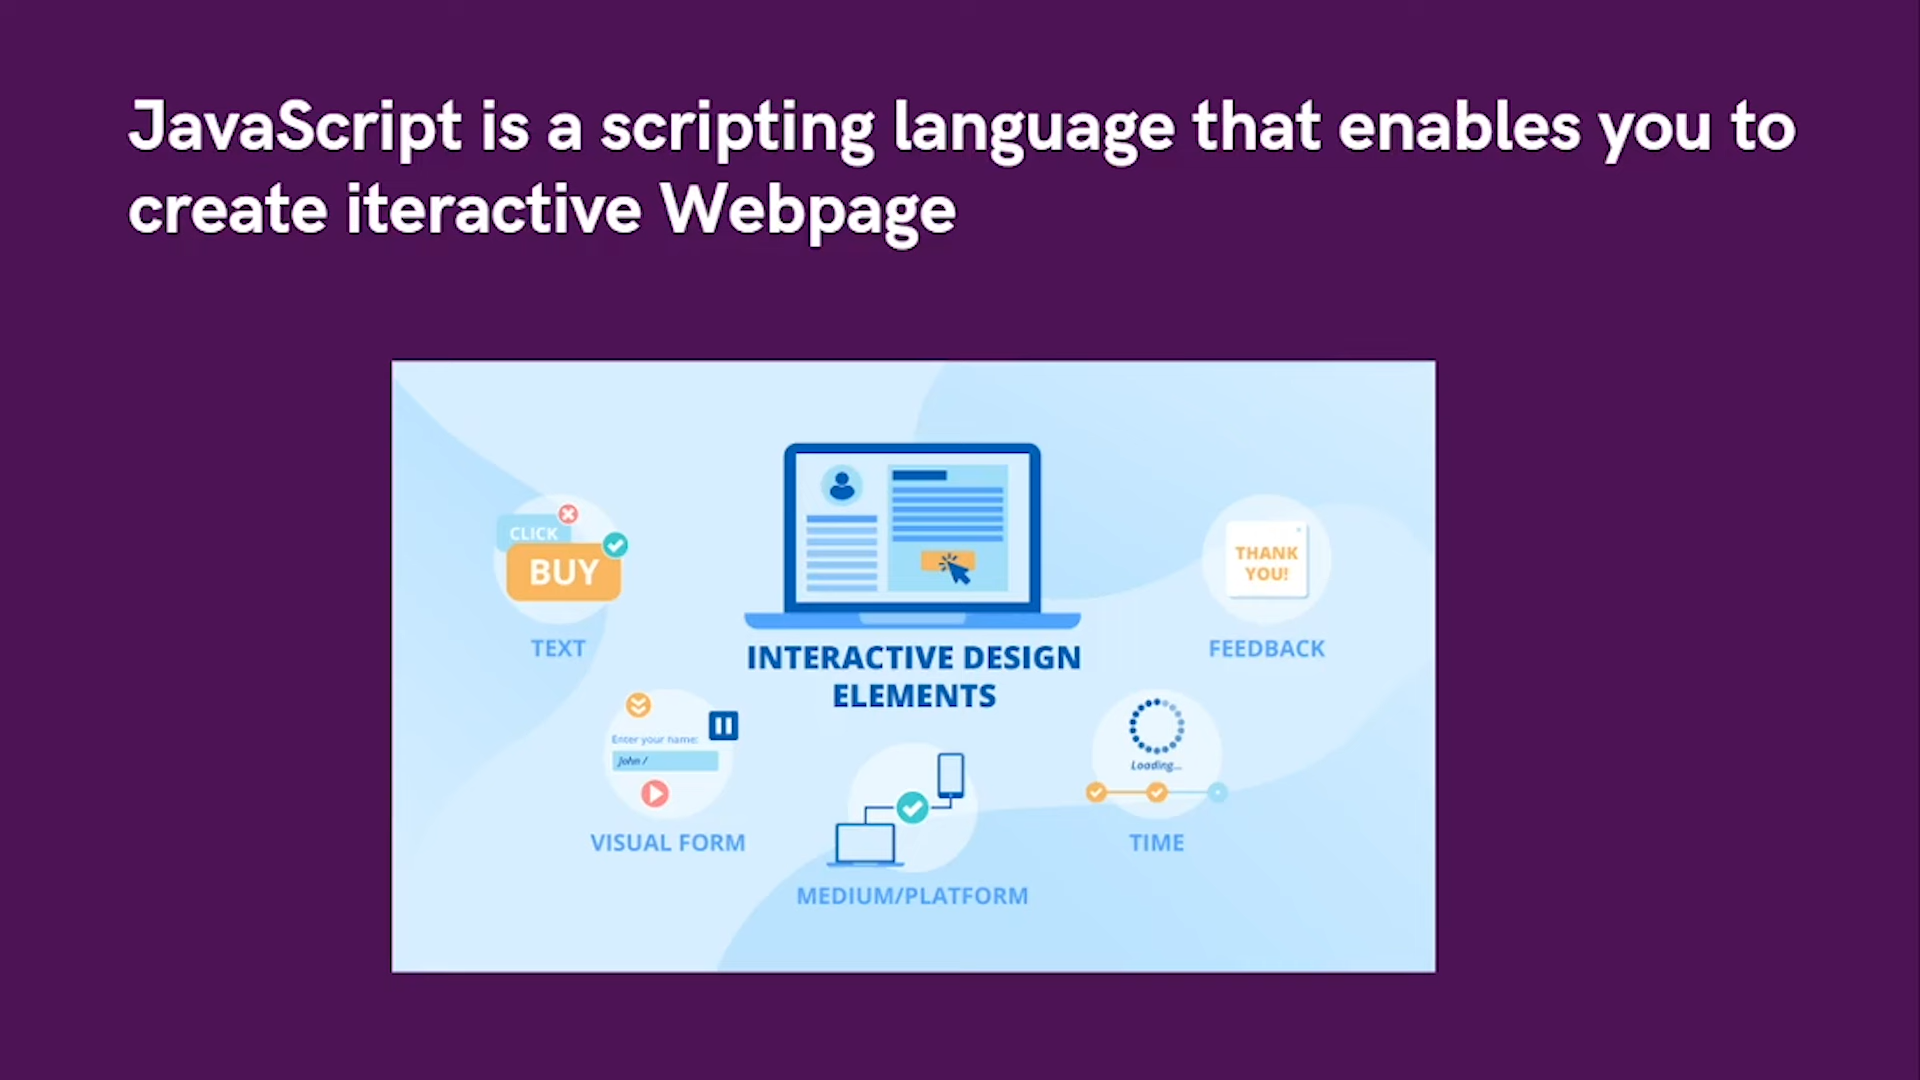 JavaScript is a scripting language that enables you to
create iteractive Webpage
CLICK
BUY
TEXT
INTERACTIVE DESIGN
ELEMENTS
THANK
YOU!
FEEDBACK
Enter your name:
John /
VISUAL FORM
MEDIUM/PLATFORM
Loading...
TIME